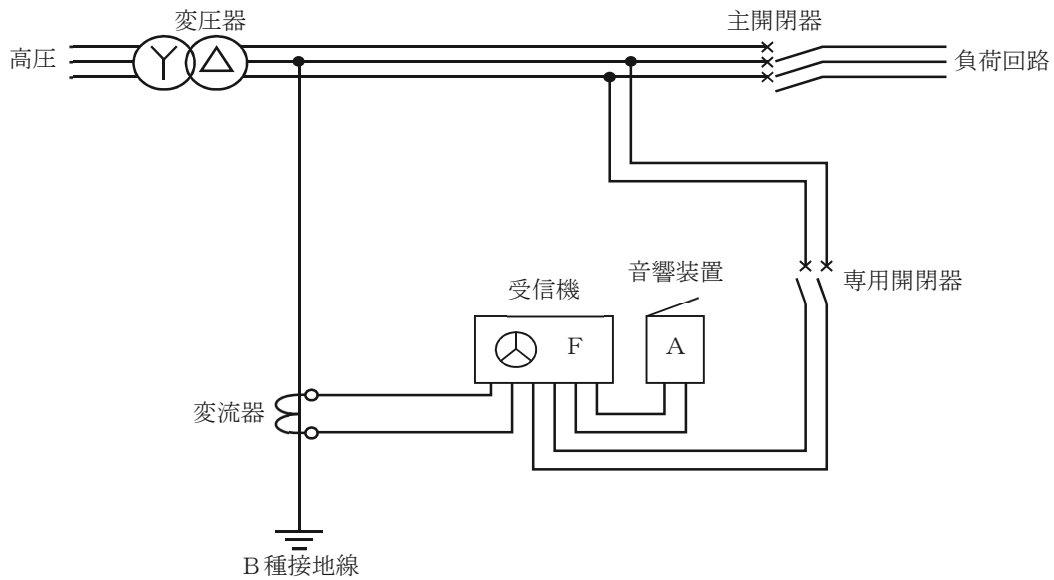 変圧器
主開閉器
高圧
負荷回路
音響装置
専用開閉器
受信機
F
A
変流器
B種接地線